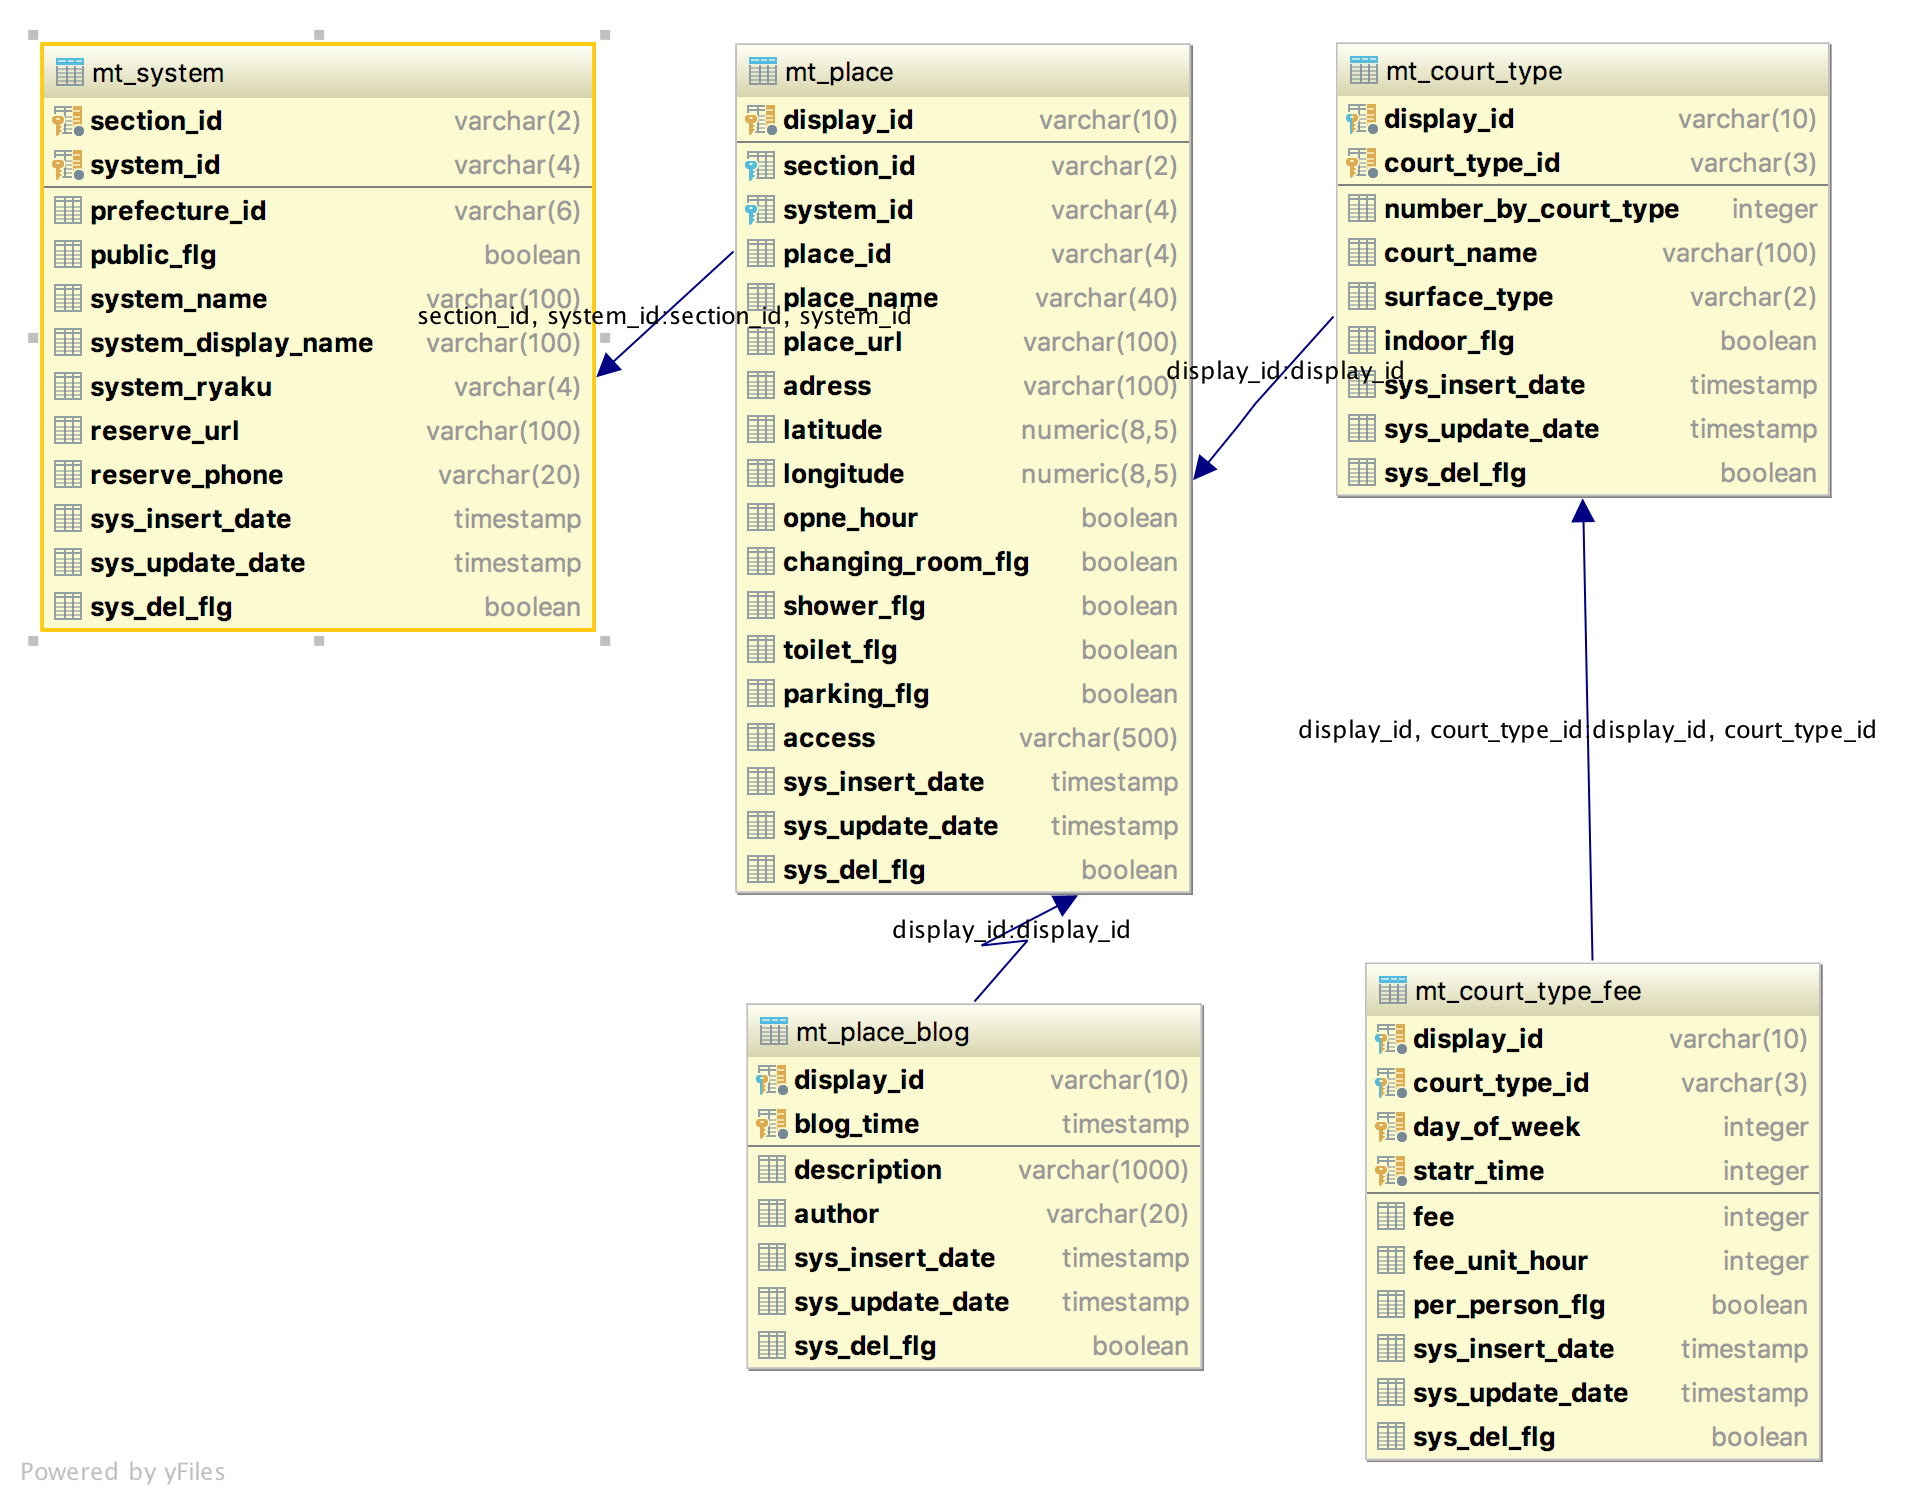 mt_system
section_id varchar(2)
system_id varchar(4)
prefecture_id varchar(6)
public_flg boolean
system_name varchar(100)
system_display_name varchar(100)
system_ryaku varchar(4)
reserve_url varchar(100)
reserve_phone varchar(20)
sys_insert_date timestamp
sys_update_date timestamp
sys_del_flg boolean
section_id, system_id:section_id, system_id
mt_place
display_id varchar(10)
section_id varchar(2)
system_id varchar(4)
place_id varchar(4)
place_name varchar(40)
place_url varchar(100)
adress varchar(100)
latitude numeric(8,5)
longitude numeric(8,5)
opne_hour boolean
changing_room_flg boolean
shower_flg boolean
toilet_flg boolean
parking_flg boolean
access varchar(500)
sys_insert_date timestamp
sys_update_date timestamp
sys_del_flg boolean
display_id:display_id
mt_court_type
display_id varchar(10)
court_type_id varchar(3)
number_by_court_type integer
court_name varchar(100)
surface_type varchar(2)
indoor_flg boolean
sys_insert_date timestamp
sys_update_date timestamp
sys_del_flg boolean
display_id, court_type_id:display_id, court_type_id
display_id:display_id
mt_place_blog
display_id varchar(10)
blog_time timestamp
description varchar(1000)
author varchar(20)
sys_insert_date timestamp
sys_update_date timestamp
sys_del_flg boolean
mt_court_type_fee
display_id varchar(10)
court_type_id varchar(3)
day_of_week integer
statr_time integer
fee integer
fee_unit_hour integer
per_person_flg boolean
sys_insert_date timestamp
sys_update_date timestamp
sys_del_flg boolean
Powered by yFiles